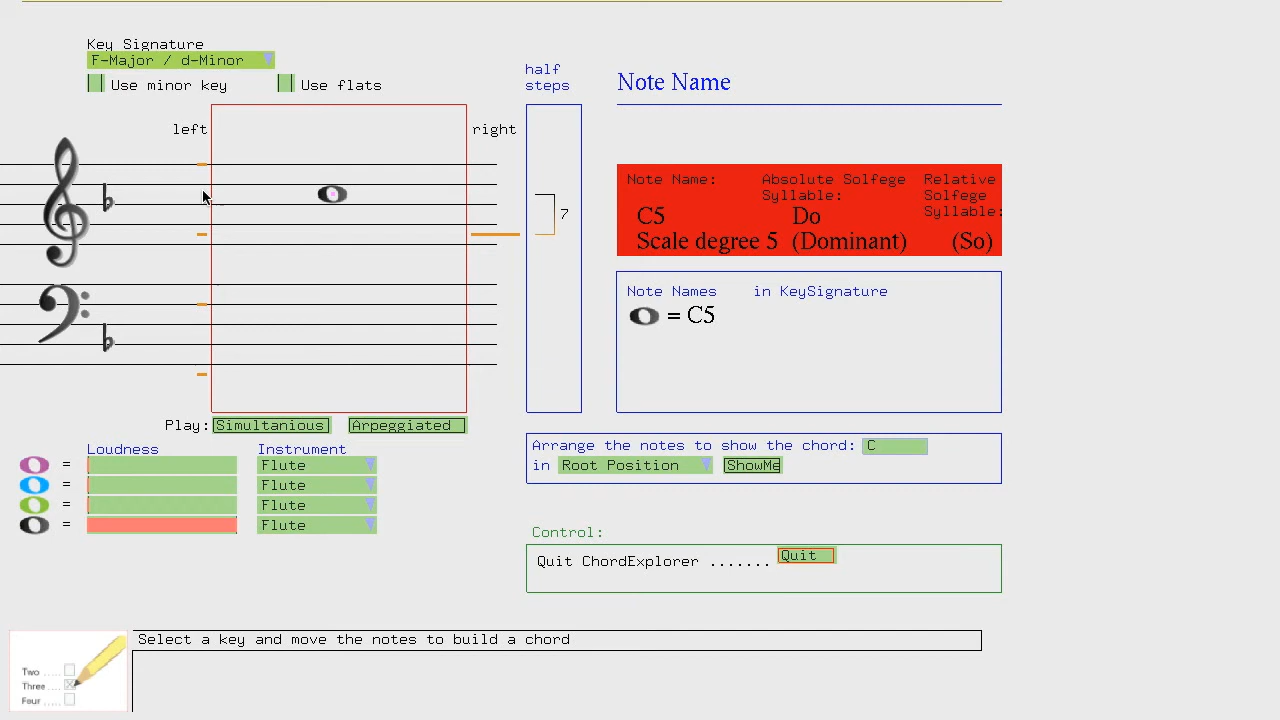 Key Signature
F-Major / d-Minor
Use minor key
Use flats
left
right
half
steps
7
Note Name
Note Name:
Absolute Solfege
Syllable:
Relative
Solfege
Syllable:
C5
Do
Scale degree 5 (Dominant) (So)
Note Names in KeySignature
= C5
Play: Simultanious Arpeggiated
Loudness
Instrument
= Flute
= Flute
= Flute
= Flute
Arrange the notes to show the chord: C
in Root Position ShowMe
Control:
Quit ChordExplorer ....... Quit
Select a key and move the notes to build a chord
Two .....
Three ....
Four .....